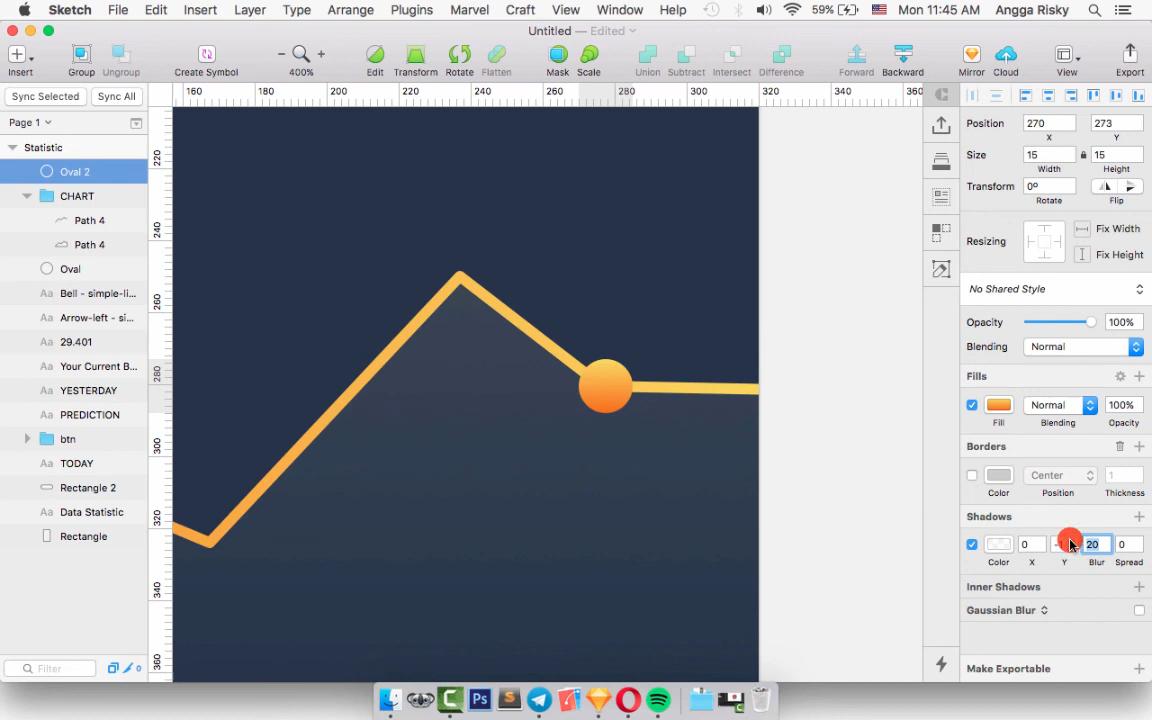 Sketch File Edit Insert Layer Type Arrange Plugins Marvel Craft View Window Help 59% Mon 11:45 AM Angga Risky
Untitled — Edited
Insert Group Ungroup Create Symbol 400% Edit Transform Rotate Flatten Mask Scale Union Subtract Intersect Difference Forward Backward Mirror Cloud View Export
Sync Selected Sync All
160 180 200 220 240 260 280 300 320 340 360
Page 1
Position 270 273
X Y
Statistic
Size 15 15
Width Height
Oval 2
Transform 0º
Rotate Flip
CHART
Path 4
Resizing Fix Width
Path 4
Fix Height
Oval
Bell - simple-li...
No Shared Style
Arrow-left - si...
Opacity 100%
29.401
Blending Normal
Your Current B...
Fills
YESTERDAY
Normal 100%
PREDICTION
Fill Blending Opacity
btn
Borders
TODAY
Center 1
Rectangle 2
Color Position Thickness
Data Statistic
Shadows
Rectangle
0 20 0
Color X Y Blur Spread
Inner Shadows
Gaussian Blur
Filter 0
Make Exportable
220
240
260
280
300
320
340
360
Ps
S